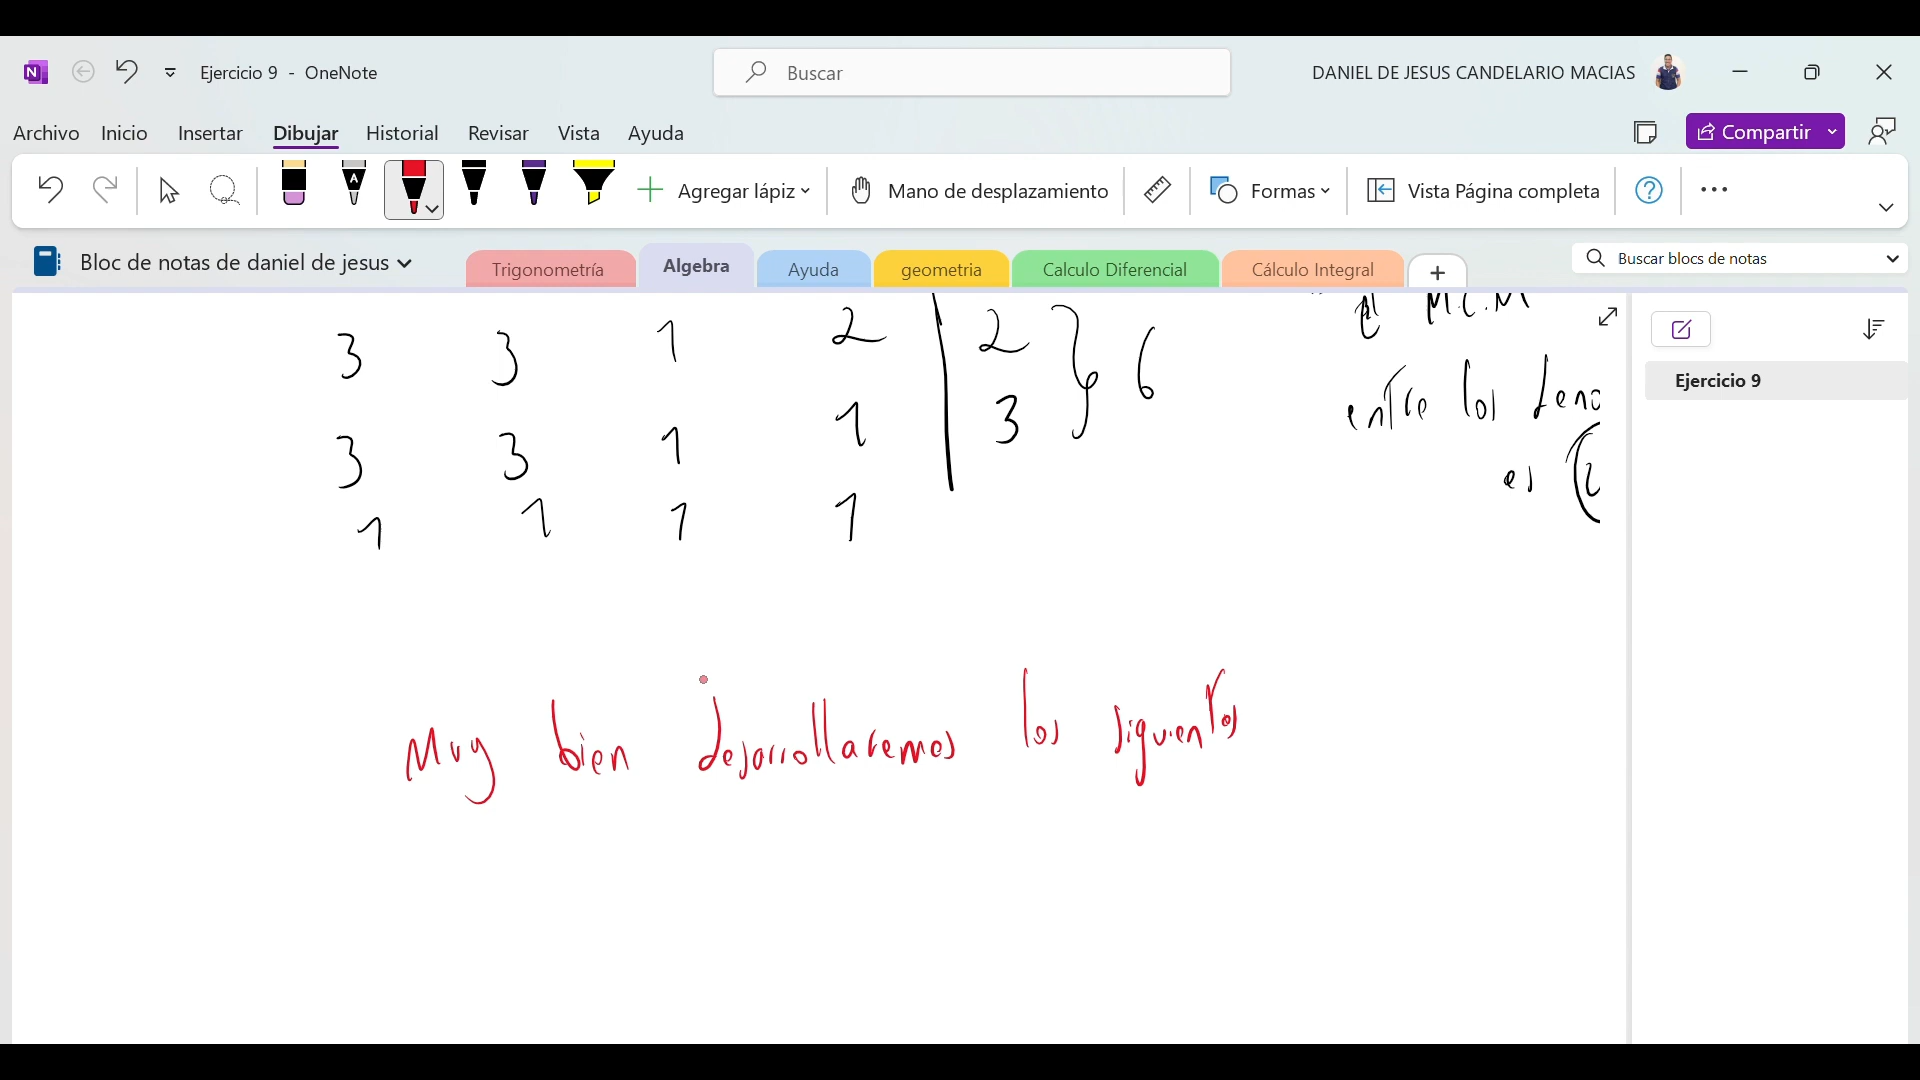 Ejercicio 9 - OneNote
Buscar
DANIEL DE JESUS CANDELARIO MACIAS
Archivo Inicio Insertar Dibujar Historial Revisar Vista Ayuda
Compartir
Agregar lápiz Mano de desplazamiento Formas Vista Página completa
Bloc de notas de daniel de jesus
Trigonometría Algebra Ayuda geometria Calculo Diferencial Cálculo Integral +
Buscar blocs de notas
Ejercicio 9
3 3 1 2 2 } 6
3 3 1 1 3
1 1 1 1
el M.C.M
entre los deno
es (
Muy bien desarrollaremos los siguientes